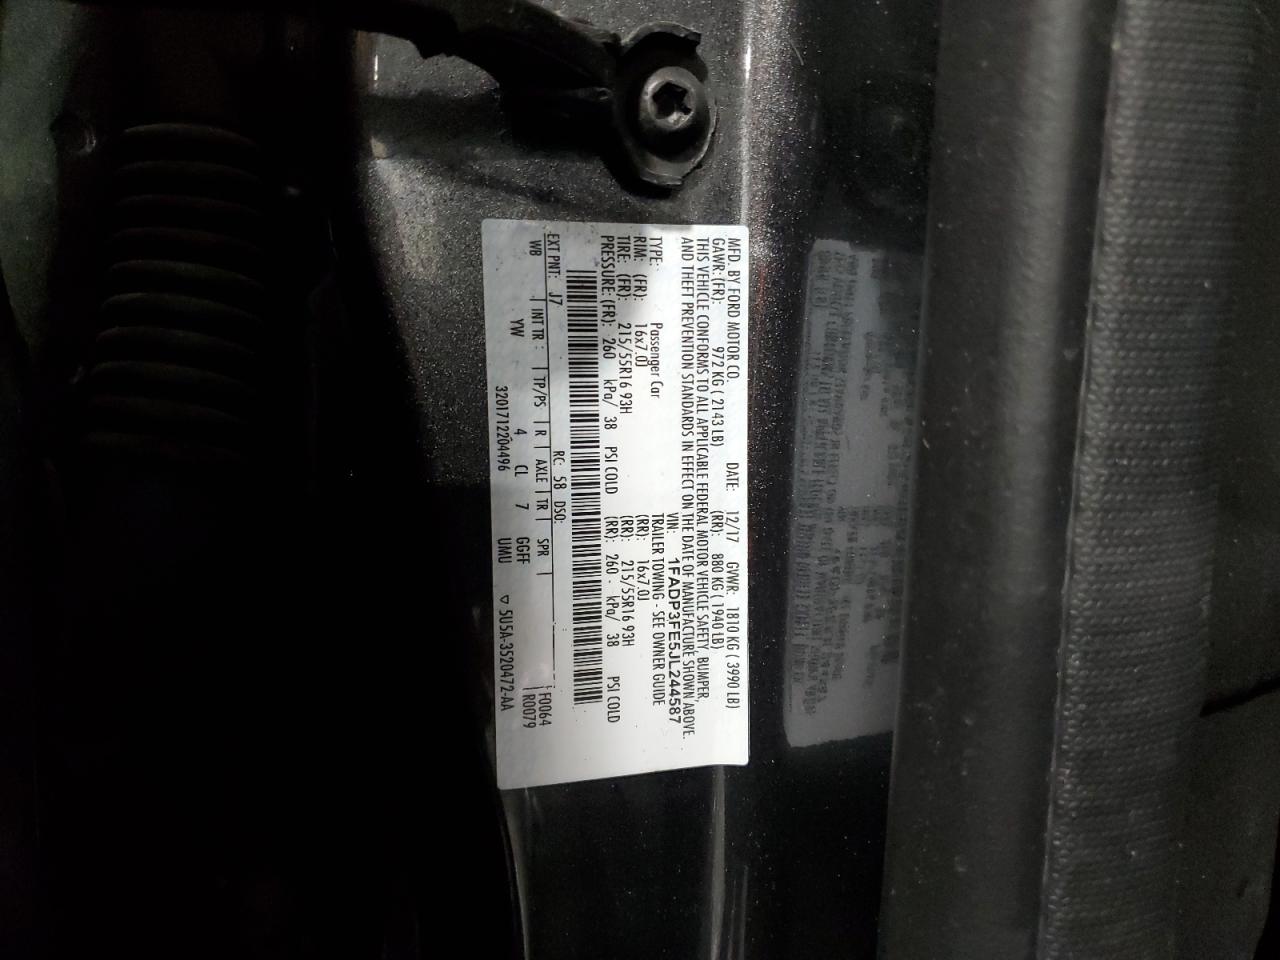 MFD. BY FORD MOTOR CO. DATE: 12/17 GVWR: 1810 KG ( 3990 LB)
GAWR: (FR): 972 KG ( 2143 LB) (RR): 880 KG ( 1940 LB)
THIS VEHICLE CONFORMS TO ALL APPLICABLE FEDERAL MOTOR VEHICLE SAFETY, BUMPER,
AND THEFT PREVENTION STANDARDS IN EFFECT ON THE DATE OF MANUFACTURE SHOWN ABOVE.
VIN: 1FADP3FE5JL244587
TYPE: Passenger Car TRAILER TOWING - SEE OWNER GUIDE
RIM: (FR): 16x7.0J (RR): 16x7.0J
TIRE: (FR): 215/55R16 93H (RR): 215/55R16 93H
PRESSURE: (FR): 260 kPa/ 38 PSI COLD (RR): 260 kPa/ 38 PSI COLD
EXT PNT: J7 RC: 58 DSO: F0064
WB INT TR: TP/PS R AXLE TR SPR R0079
YW 4 CL 7 GGFF
UMU
3201712204496 5U5A-3520472-AA